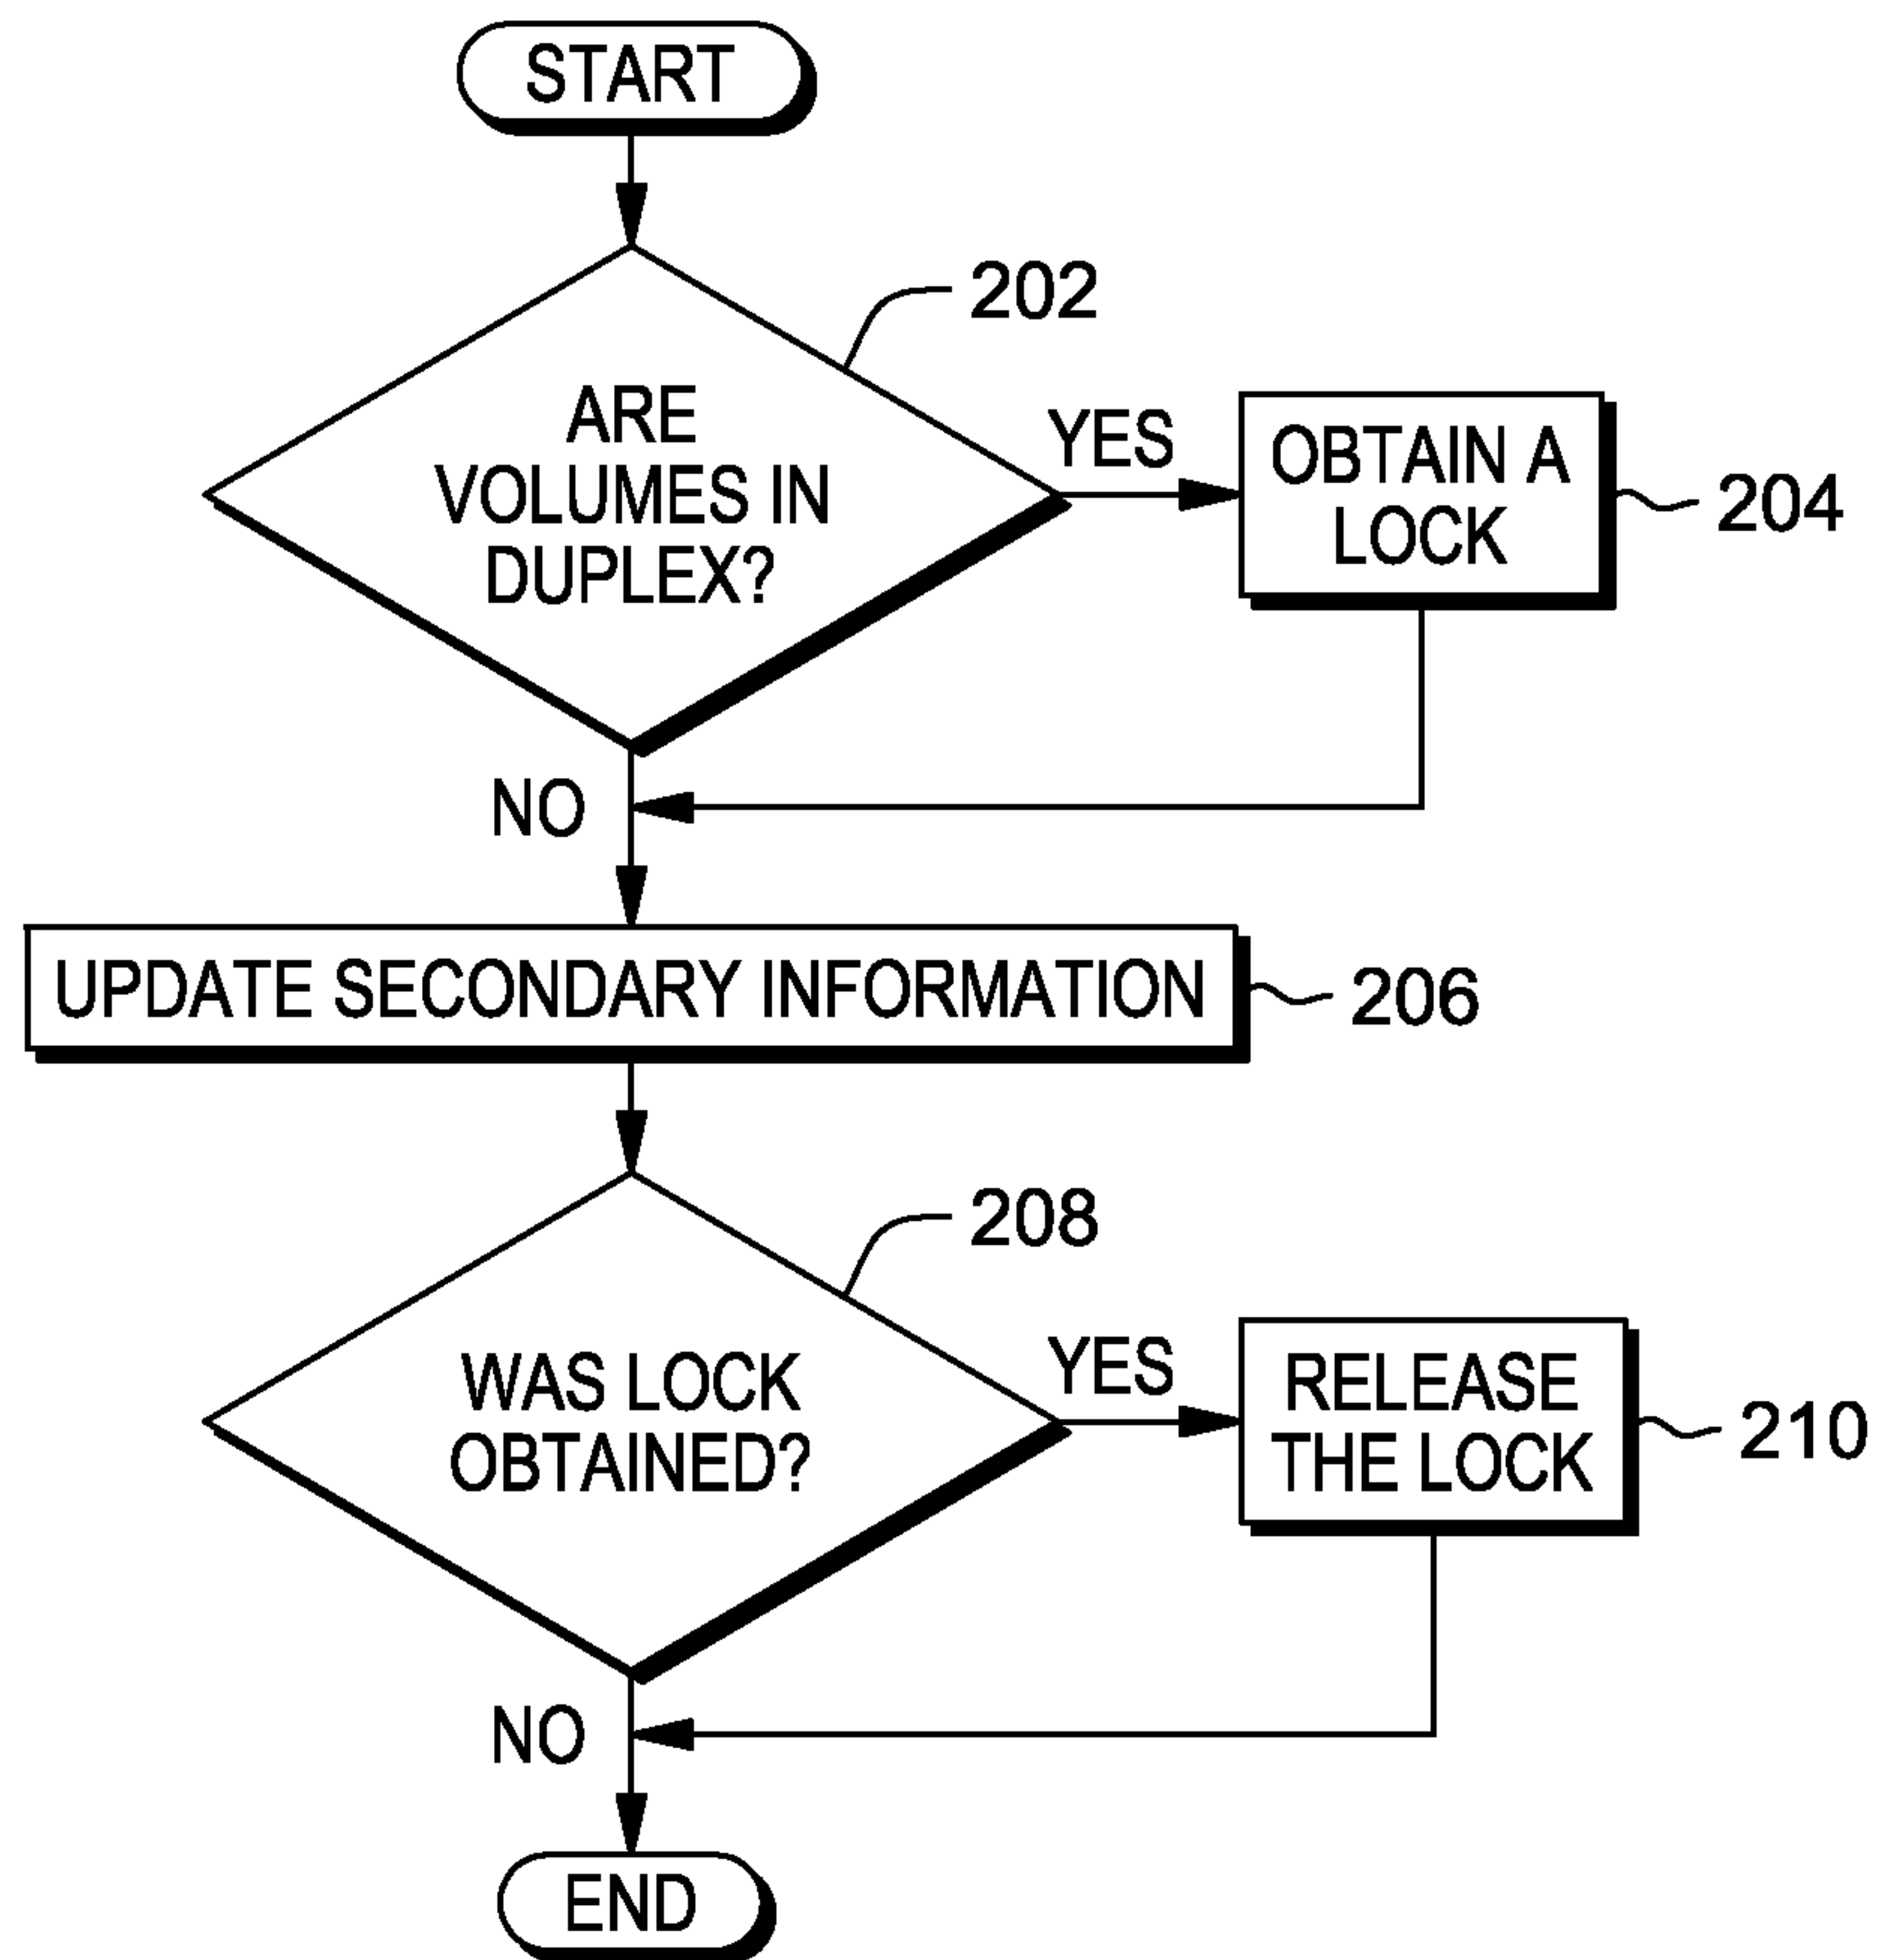 START
202
ARE
VOLUMES IN
DUPLEX?
YES
OBTAIN A
LOCK
204
NO
UPDATE SECONDARY INFORMATION
206
208
WAS LOCK
OBTAINED?
YES
RELEASE
THE LOCK
210
NO
END